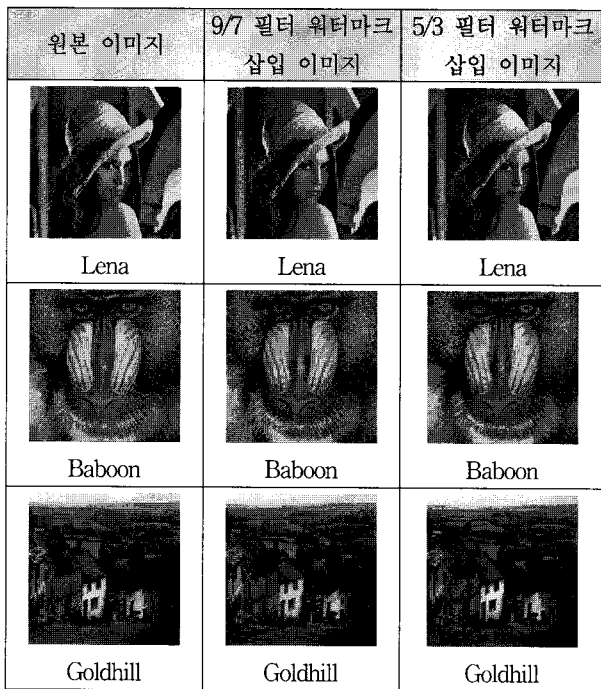 원본 이미지
9/7 필터 워터마크
삽입 이미지
5/3 필터 워터마크
삽입 이미지
Lena
Lena
Lena
Baboon
Baboon
Baboon
Goldhill
Goldhill
Goldhill